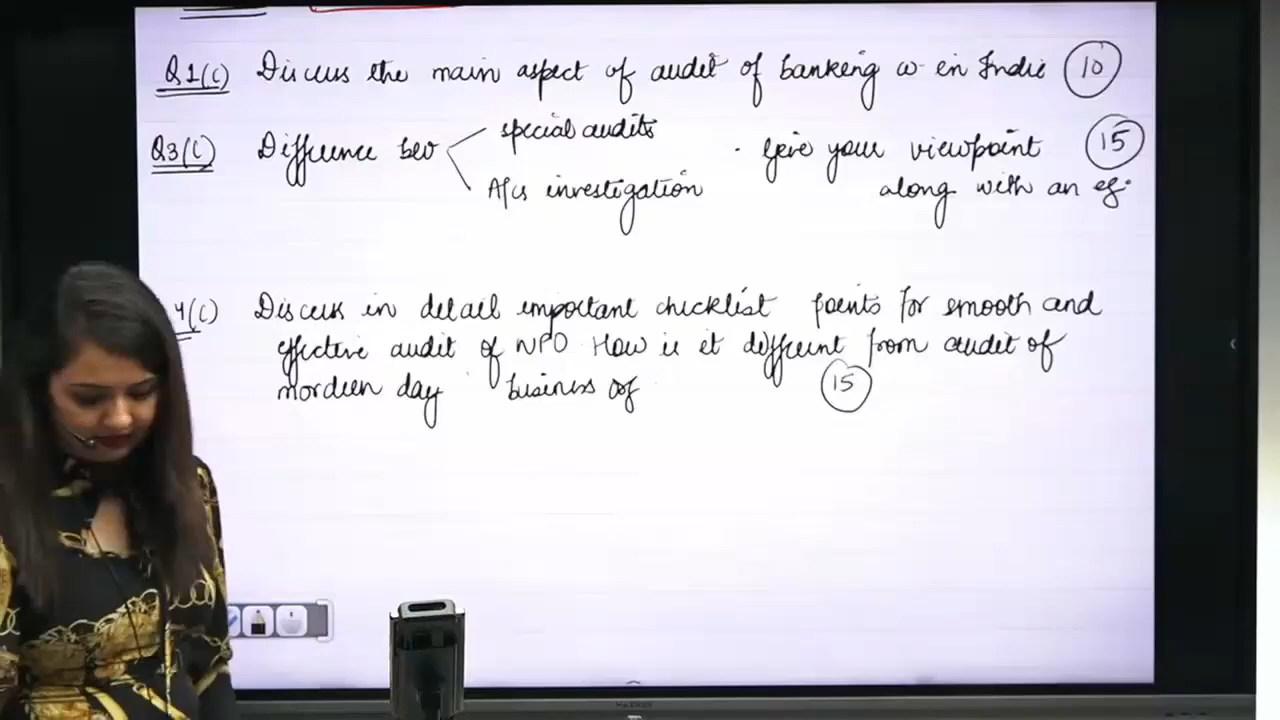 Q1(C) Discuss the main aspect of audit of banking co in India 10
Q3(C) Difference bew special audits A/cs investigation . Give your viewpoint 15
along with an eg.
4(C) Discuss in detail important checklist points for smooth and
effective audit of NPO How is it different from audit of
mordern day business of 15